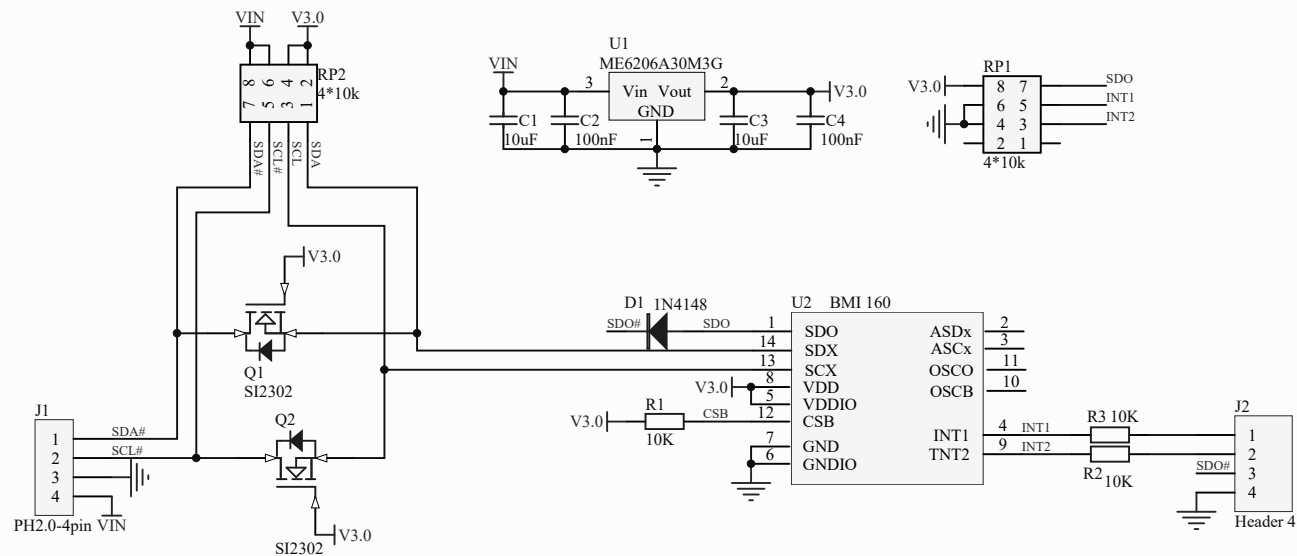 VIN
V3.0
8 6 4 2
7 5 3 1
RP2
4*10k
SDA#
SCL#
SCL
SDA
V3.0
Q1
SI2302
Q2
V3.0
SI2302
J1
1
2
3
4
SDA#
SCL#
VIN
PH2.0-4pin
U1
ME6206A30M3G
VIN
3
Vin Vout
GND
2
1
V3.0
C1
10uF
C2
100nF
C3
10uF
C4
100nF
RP1
V3.0
8 7
6 5
4 3
2 1
SDO
INT1
INT2
4*10k
D1 1N4148
SDO#
SDO
V3.0
V3.0
R1
10K
CSB
U2 BMI 160
1 SDO
14 SDX
13 SCX
8 VDD
5 VDDIO
12 CSB
7 GND
6 GNDIO
ASDx 2
ASCx 3
OSCO 11
OSCB 10
INT1 4
TNT2 9
INT1
INT2
R3 10K
R2 10K
J2
1
2
3
4
SDO#
Header 4